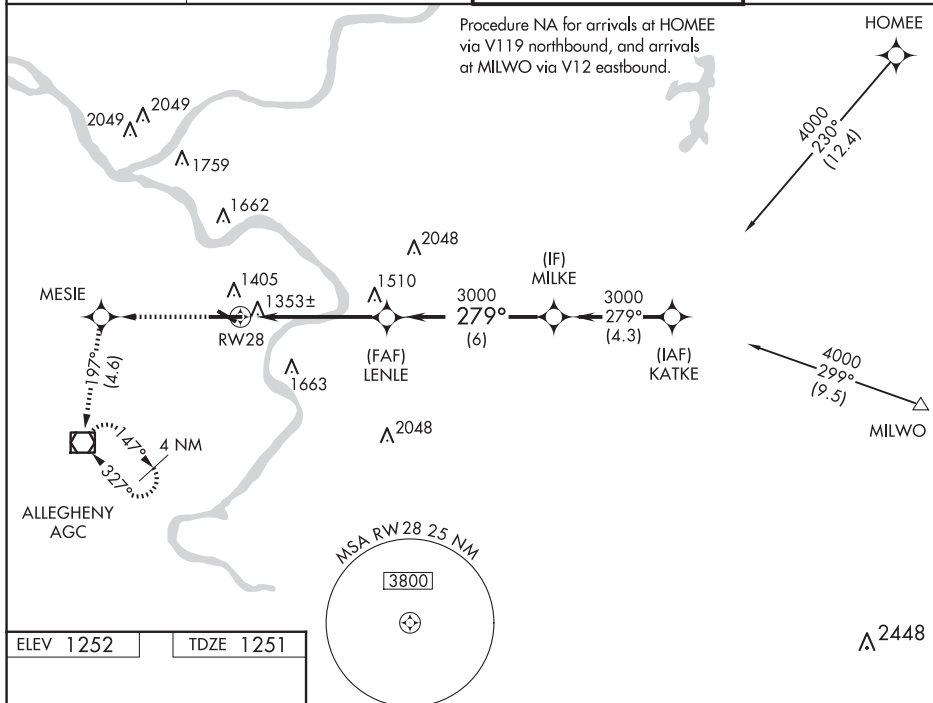 Procedure NA for arrivals at HOMEE
via V119 northbound, and arrivals
at MILWO via V12 eastbound.
HOMEE
4000
230°
(12.4)
2049
2049
1759
1662
2048
(IF)
MILKE
1405
1510
MESIE
1353±
3000
279°
(6)
3000
279°
(4.3)
RW28
(FAF)
LENLE
(IAF)
KATKE
197°
(4.6)
1663
4000
299°
(9.5)
MILWO
2048
147°
4 NM
327°
ALLEGHENY
AGC
MSA RW 28 25 NM
3800
ELEV 1252
TDZE 1251
2448